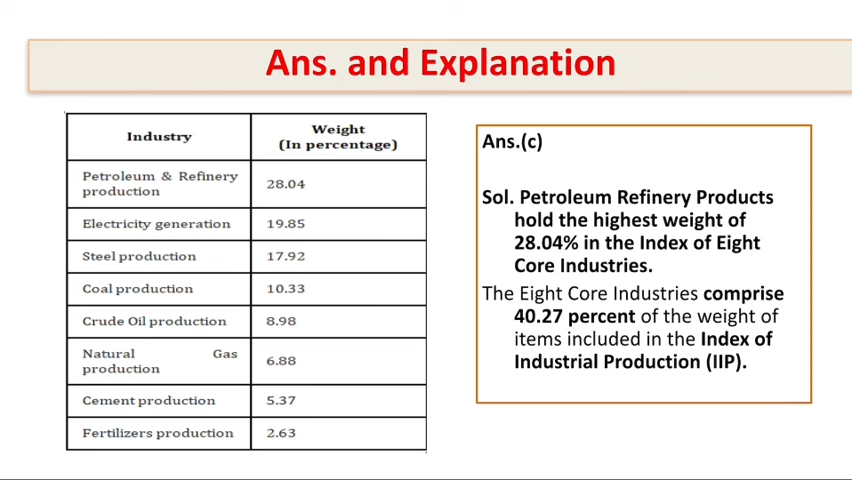 Ans. and Explanation
Industry
Weight
(In percentage)
Petroleum & Refinery
production
28.04
Electricity generation
19.85
Steel production
17.92
Coal production
10.33
Crude Oil production
8.98
Natural Gas
production
6.88
Cement production
5.37
Fertilizers production
2.63
Ans.(c)
Sol. Petroleum Refinery Products
hold the highest weight of
28.04% in the Index of Eight
Core Industries.
The Eight Core Industries comprise
40.27 percent of the weight of
items included in the Index of
Industrial Production (IIP).